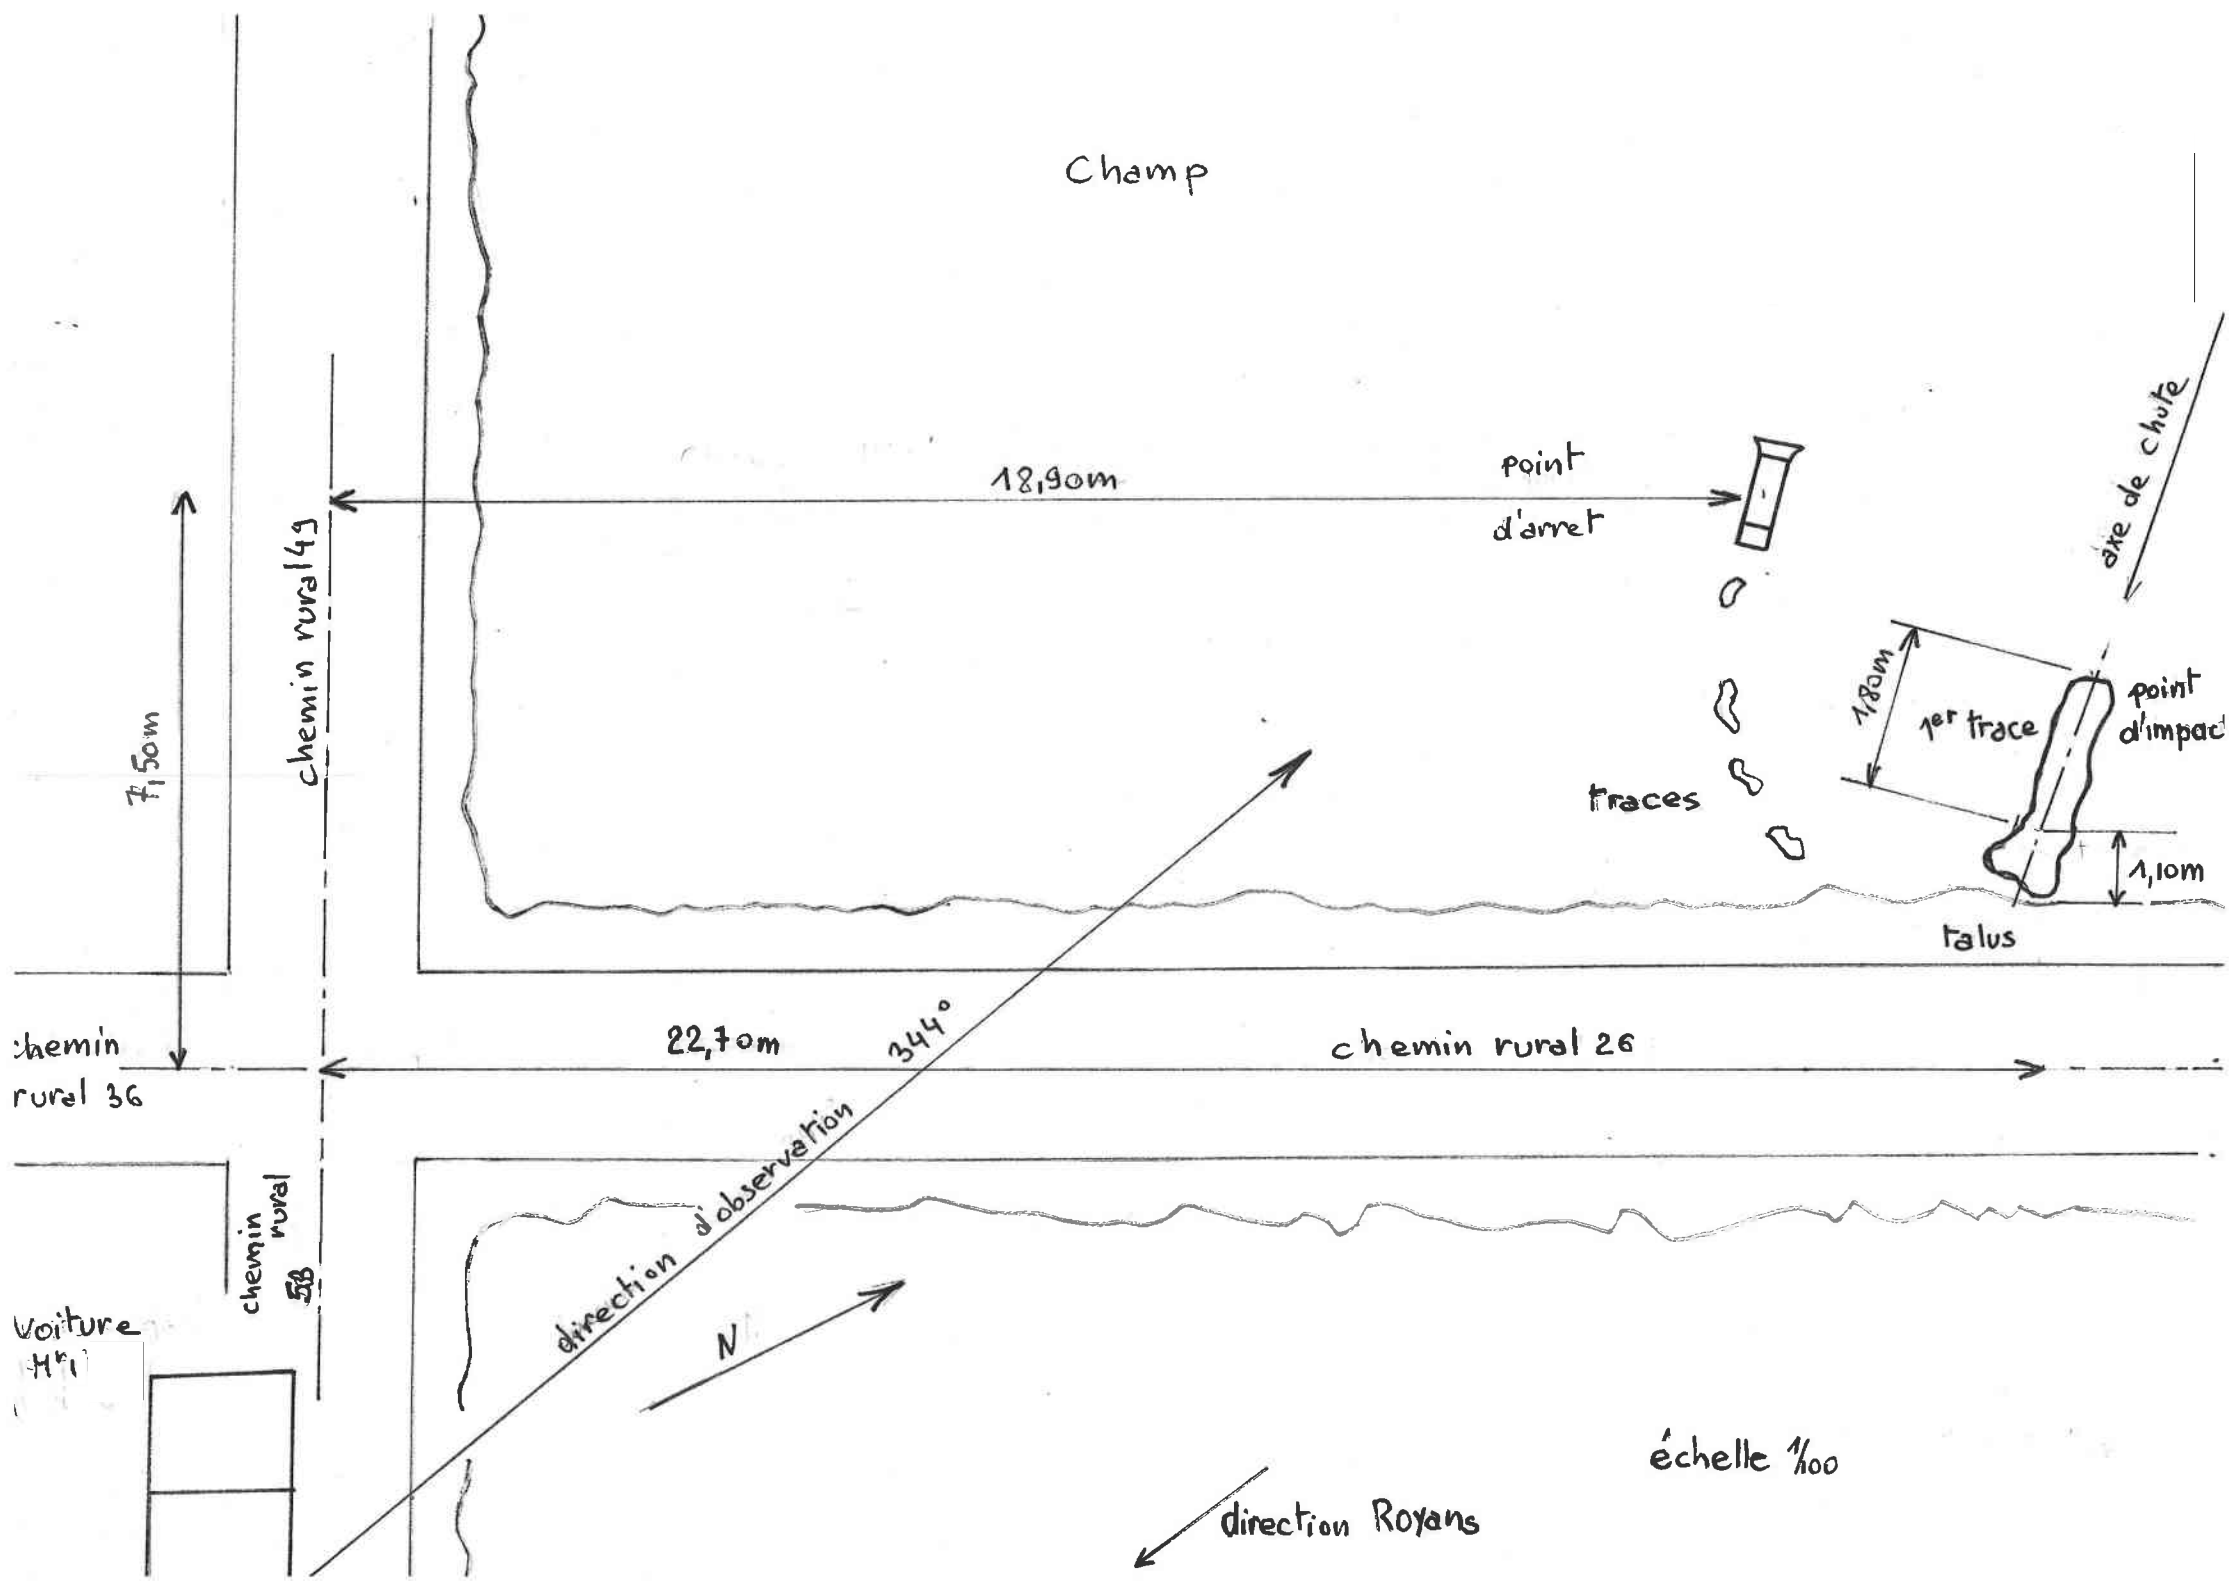 Champ
axe de chute
18,90m
point
d'arret
chemin rural 49
7,50m
1,80m
1er trace
point
d'impact
traces
1,10m
talus
:hemin
rural 36
22,70m
344°
chemin rural 26
direction d'observation
chemin
rural
58
voiture
Mr
N
échelle 1/100
direction Royans